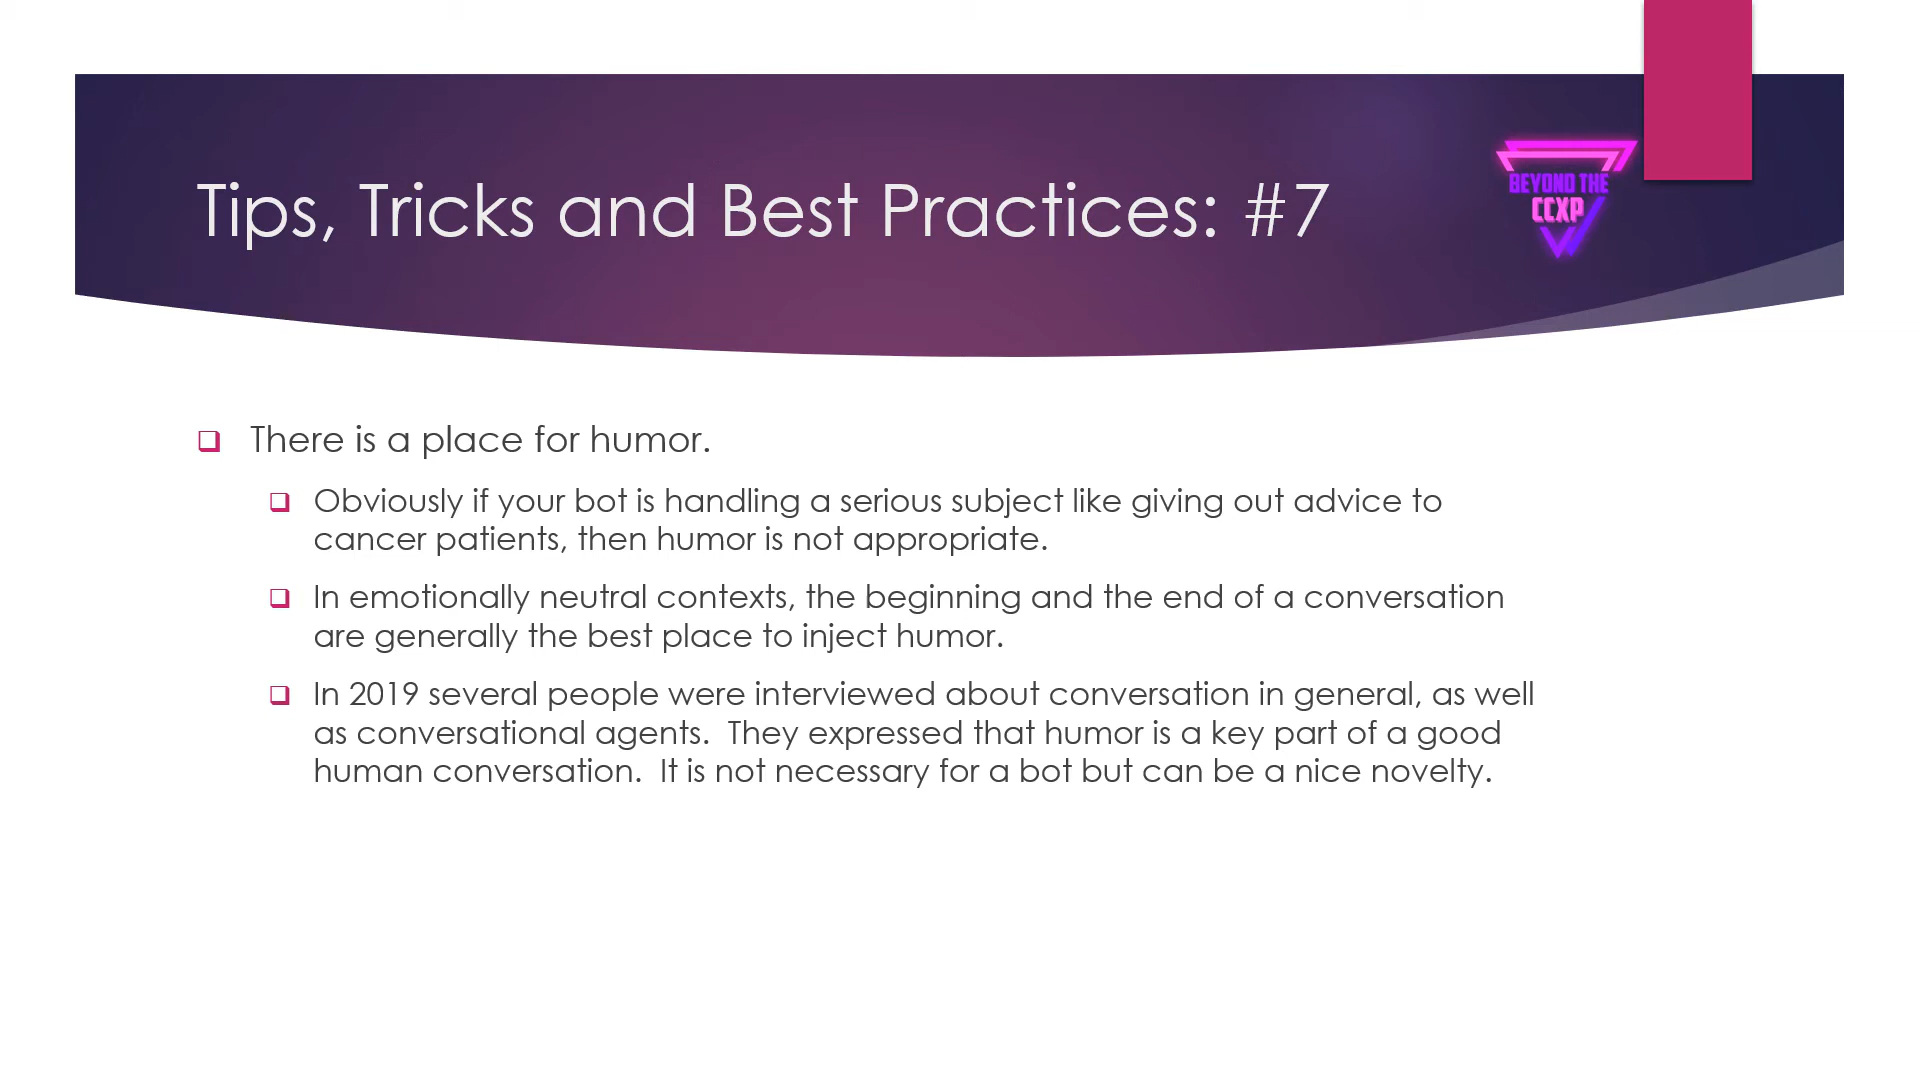 Tips, Tricks and Best Practices: #7
BEYOND THE
CCXP
There is a place for humor.
Obviously if your bot is handling a serious subject like giving out advice to
cancer patients, then humor is not appropriate.
In emotionally neutral contexts, the beginning and the end of a conversation
are generally the best place to inject humor.
In 2019 several people were interviewed about conversation in general, as well
as conversational agents.  They expressed that humor is a key part of a good
human conversation.  It is not necessary for a bot but can be a nice novelty.